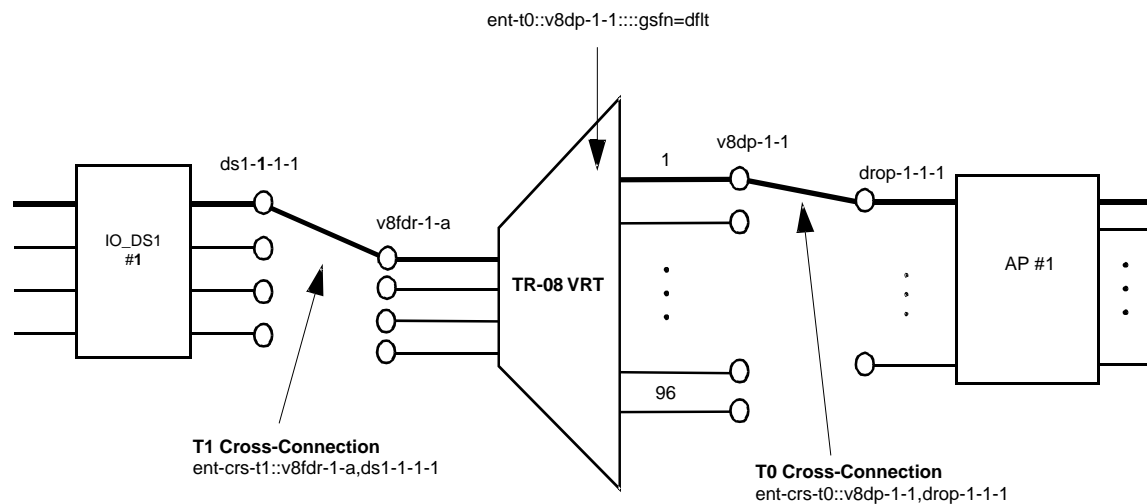 ent-t0::v8dp-1-1::::gsfn=dflt
ds1-1-1-1
v8fdr-1-a
1
v8dp-1-1
drop-1-1-1
IO_DS1
#1
TR-08 VRT
AP #1
96
T1 Cross-Connection
ent-crs-t1::v8fdr-1-a,ds1-1-1-1
T0 Cross-Connection
ent-crs-t0::v8dp-1-1,drop-1-1-1